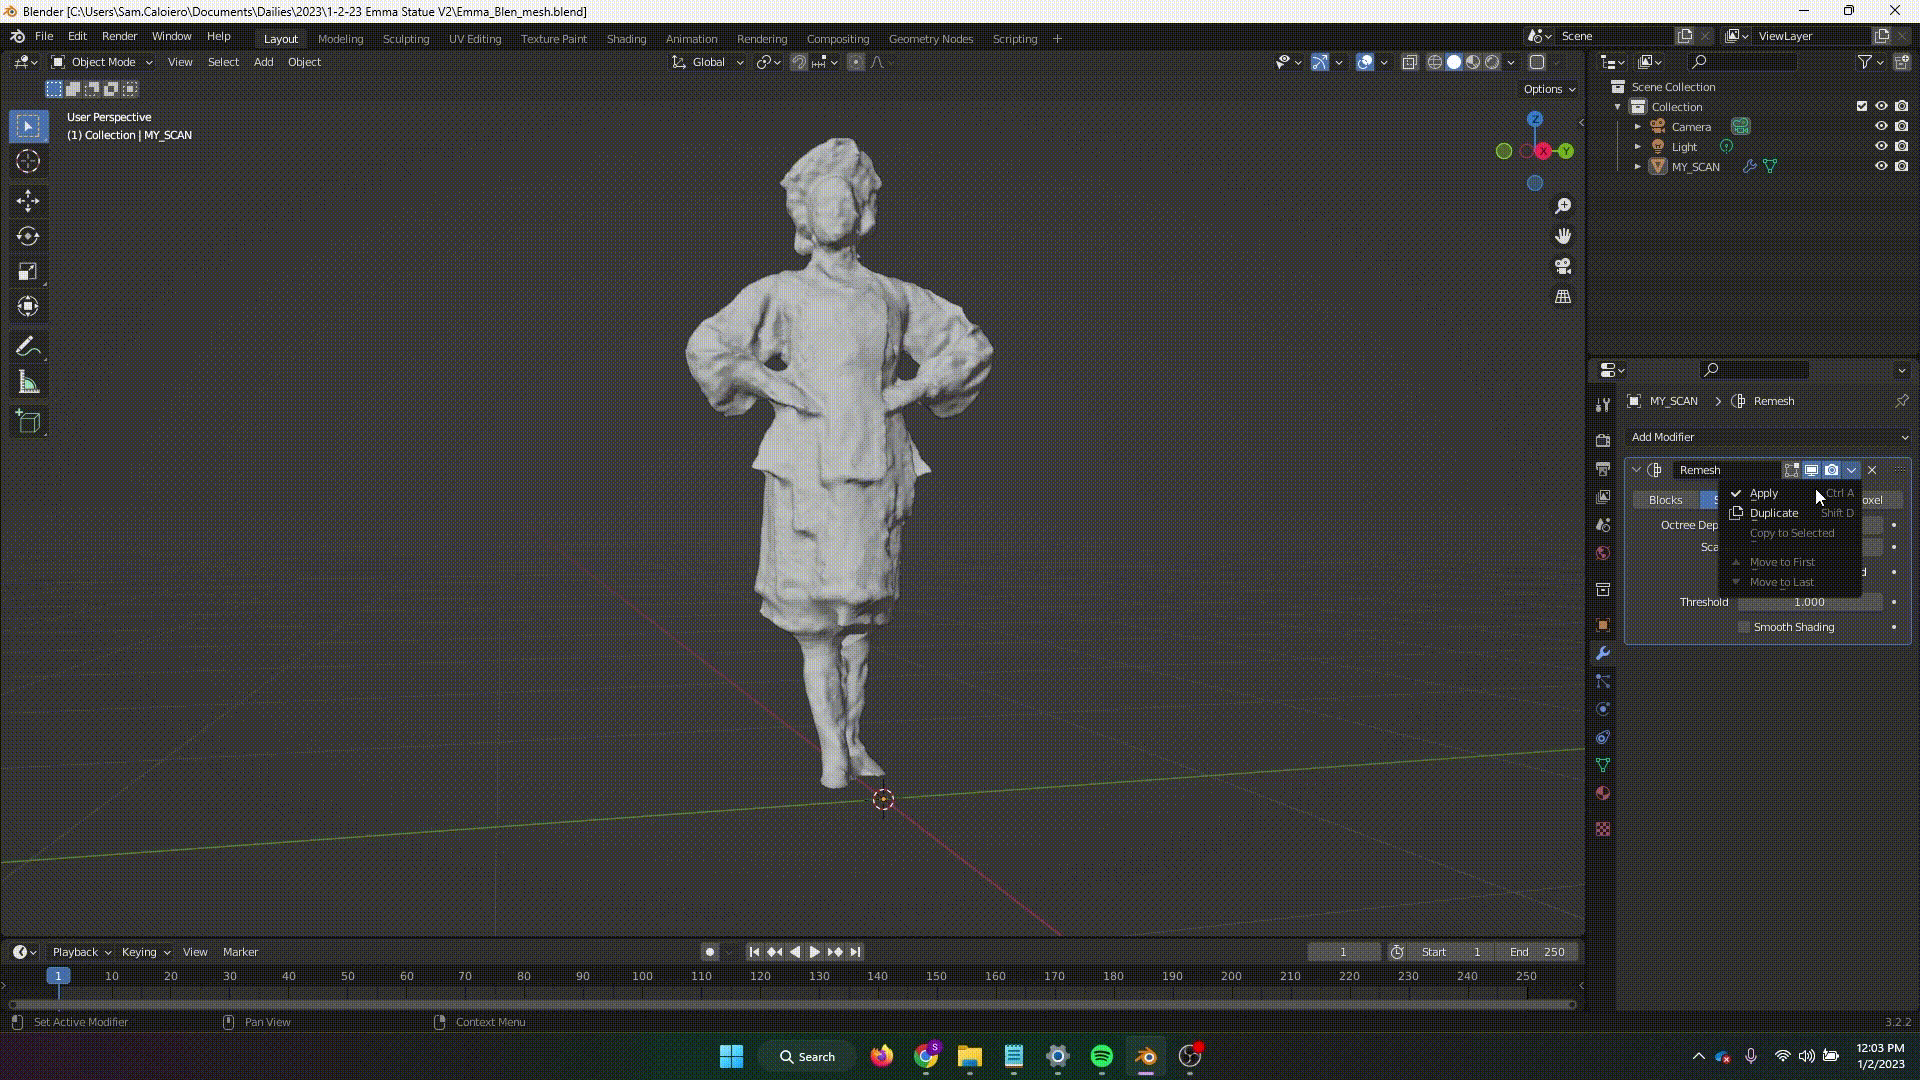 Blender [C:\Users\Sam.Caloiero\Documents\Dailies\2023\1-2-23 Emma Statue V2\Emma_Blen_mesh.blend]
File Edit Render Window Help Layout Modeling Sculpting UV Editing Texture Paint Shading Animation Rendering Compositing Geometry Nodes Scripting + Scene ViewLayer
Object Mode View Select Add Object Global
Options
User Perspective
(1) Collection | MY_SCAN
Z
X Y
Scene Collection
Collection
Camera
Light
MY_SCAN
MY_SCAN > Remesh
Add Modifier
Remesh
Blocks S oxel
Apply Ctrl A
Octree Dep
Duplicate Shift D
Copy to Selected
Sca
Move to First d
Move to Last
Threshold 1.000
Smooth Shading
Playback Keying View Marker 1 Start 1 End 250
1 10 20 30 40 50 60 70 80 90 100 110 120 130 140 150 160 170 180 190 200 210 220 230 240 250
Set Active Modifier Pan View Context Menu 3.2.2
Search S 12:03 PM
1/2/2023